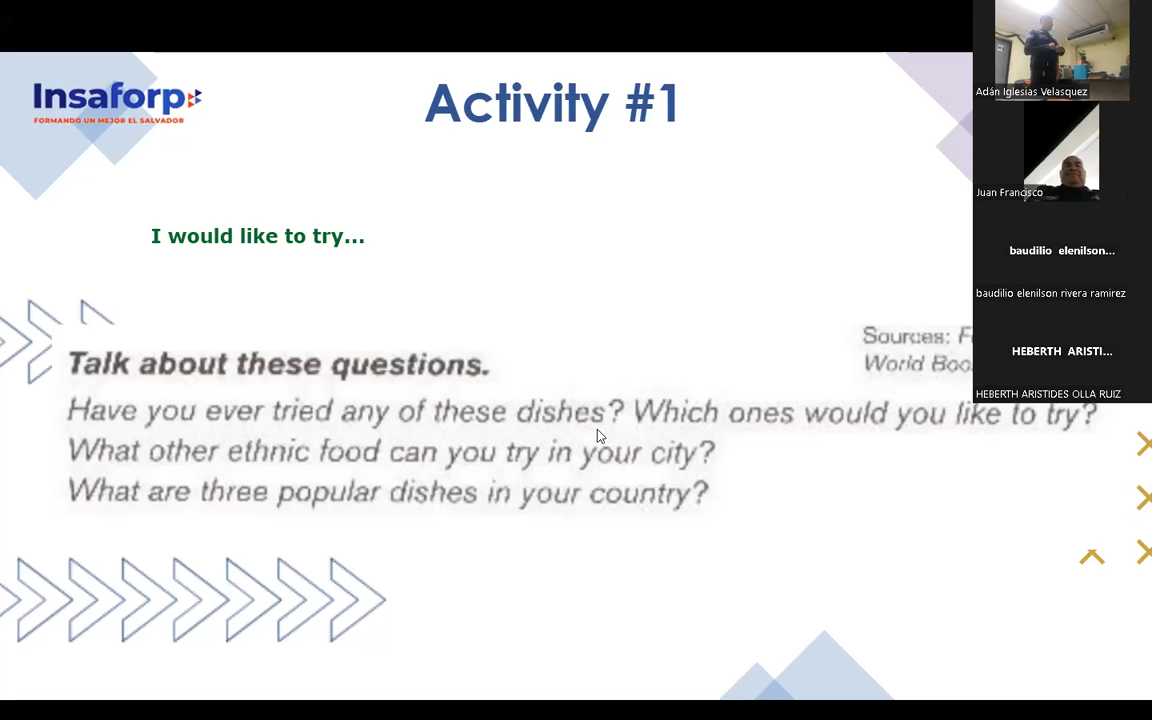 Insaforp
FORMANDO UN MEJOR EL SALVADOR
Activity #1
I would like to try...
Sources:
World
Talk about these questions.
Have you ever tried any of these dishes? Which ones would you like to try?
What other ethnic food can you try in your city?
What are three popular dishes in your country?
Adán Iglesias Velasquez
Juan Francisco
baudilio elenilson...
baudilio elenilson rivera ramirez
HEBERTH ARISTI...
HEBERTH ARISTIDES OLLA RUIZ